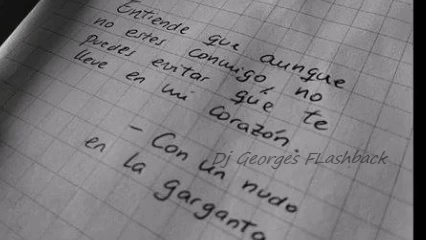 Entiende que aunque
no estes conmigo, no
puedes evitar que te
lleve en mi corazón.
- Con un nudo
en la garganta
Dj Georges FLashback